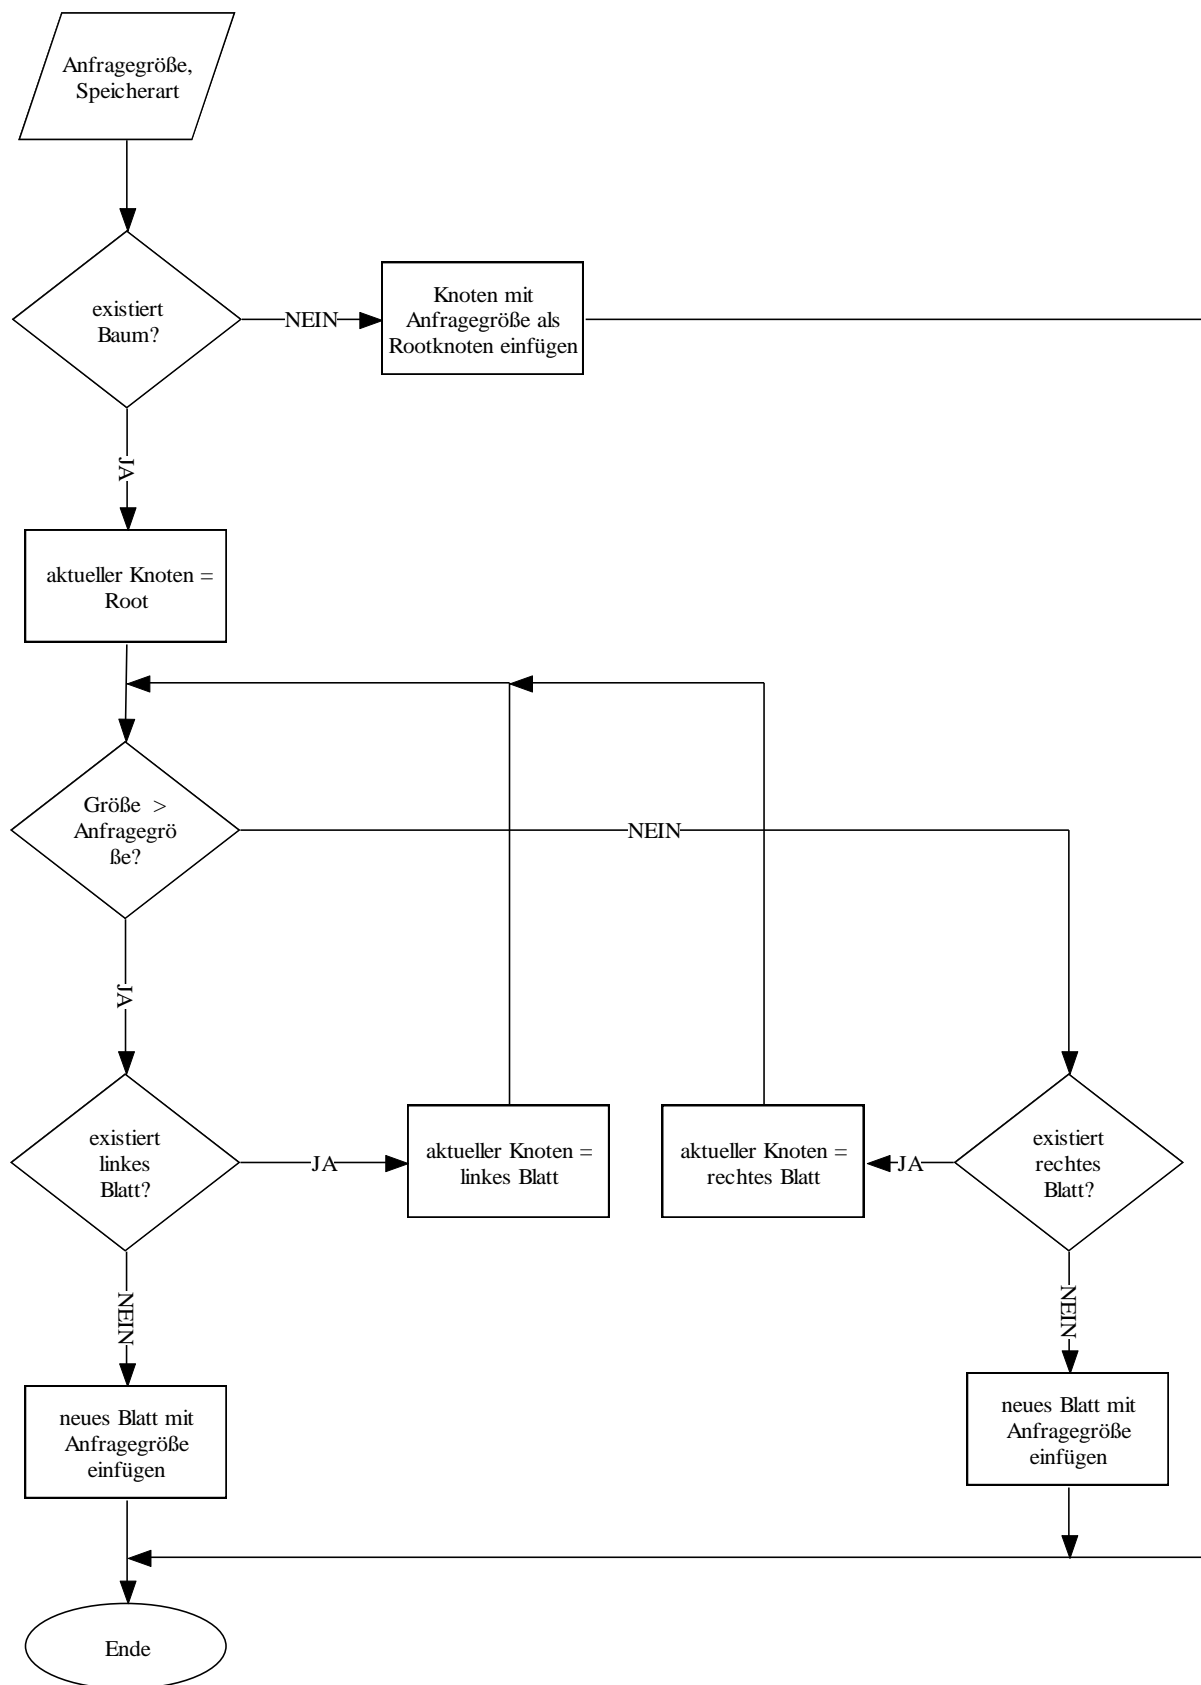 Anfragegröße,
Speicherart
existiert
Baum?
NEIN
Knoten mit
Anfragegröße als
Rootknoten einfügen
JA
aktueller Knoten =
Root
Größe  >
Anfragegrö
ße?
NEIN
JA
existiert
linkes
Blatt?
JA
aktueller Knoten =
linkes Blatt
aktueller Knoten =
rechtes Blatt
JA
existiert
rechtes
Blatt?
NEIN
NEIN
neues Blatt mit
Anfragegröße
einfügen
neues Blatt mit
Anfragegröße
einfügen
Ende